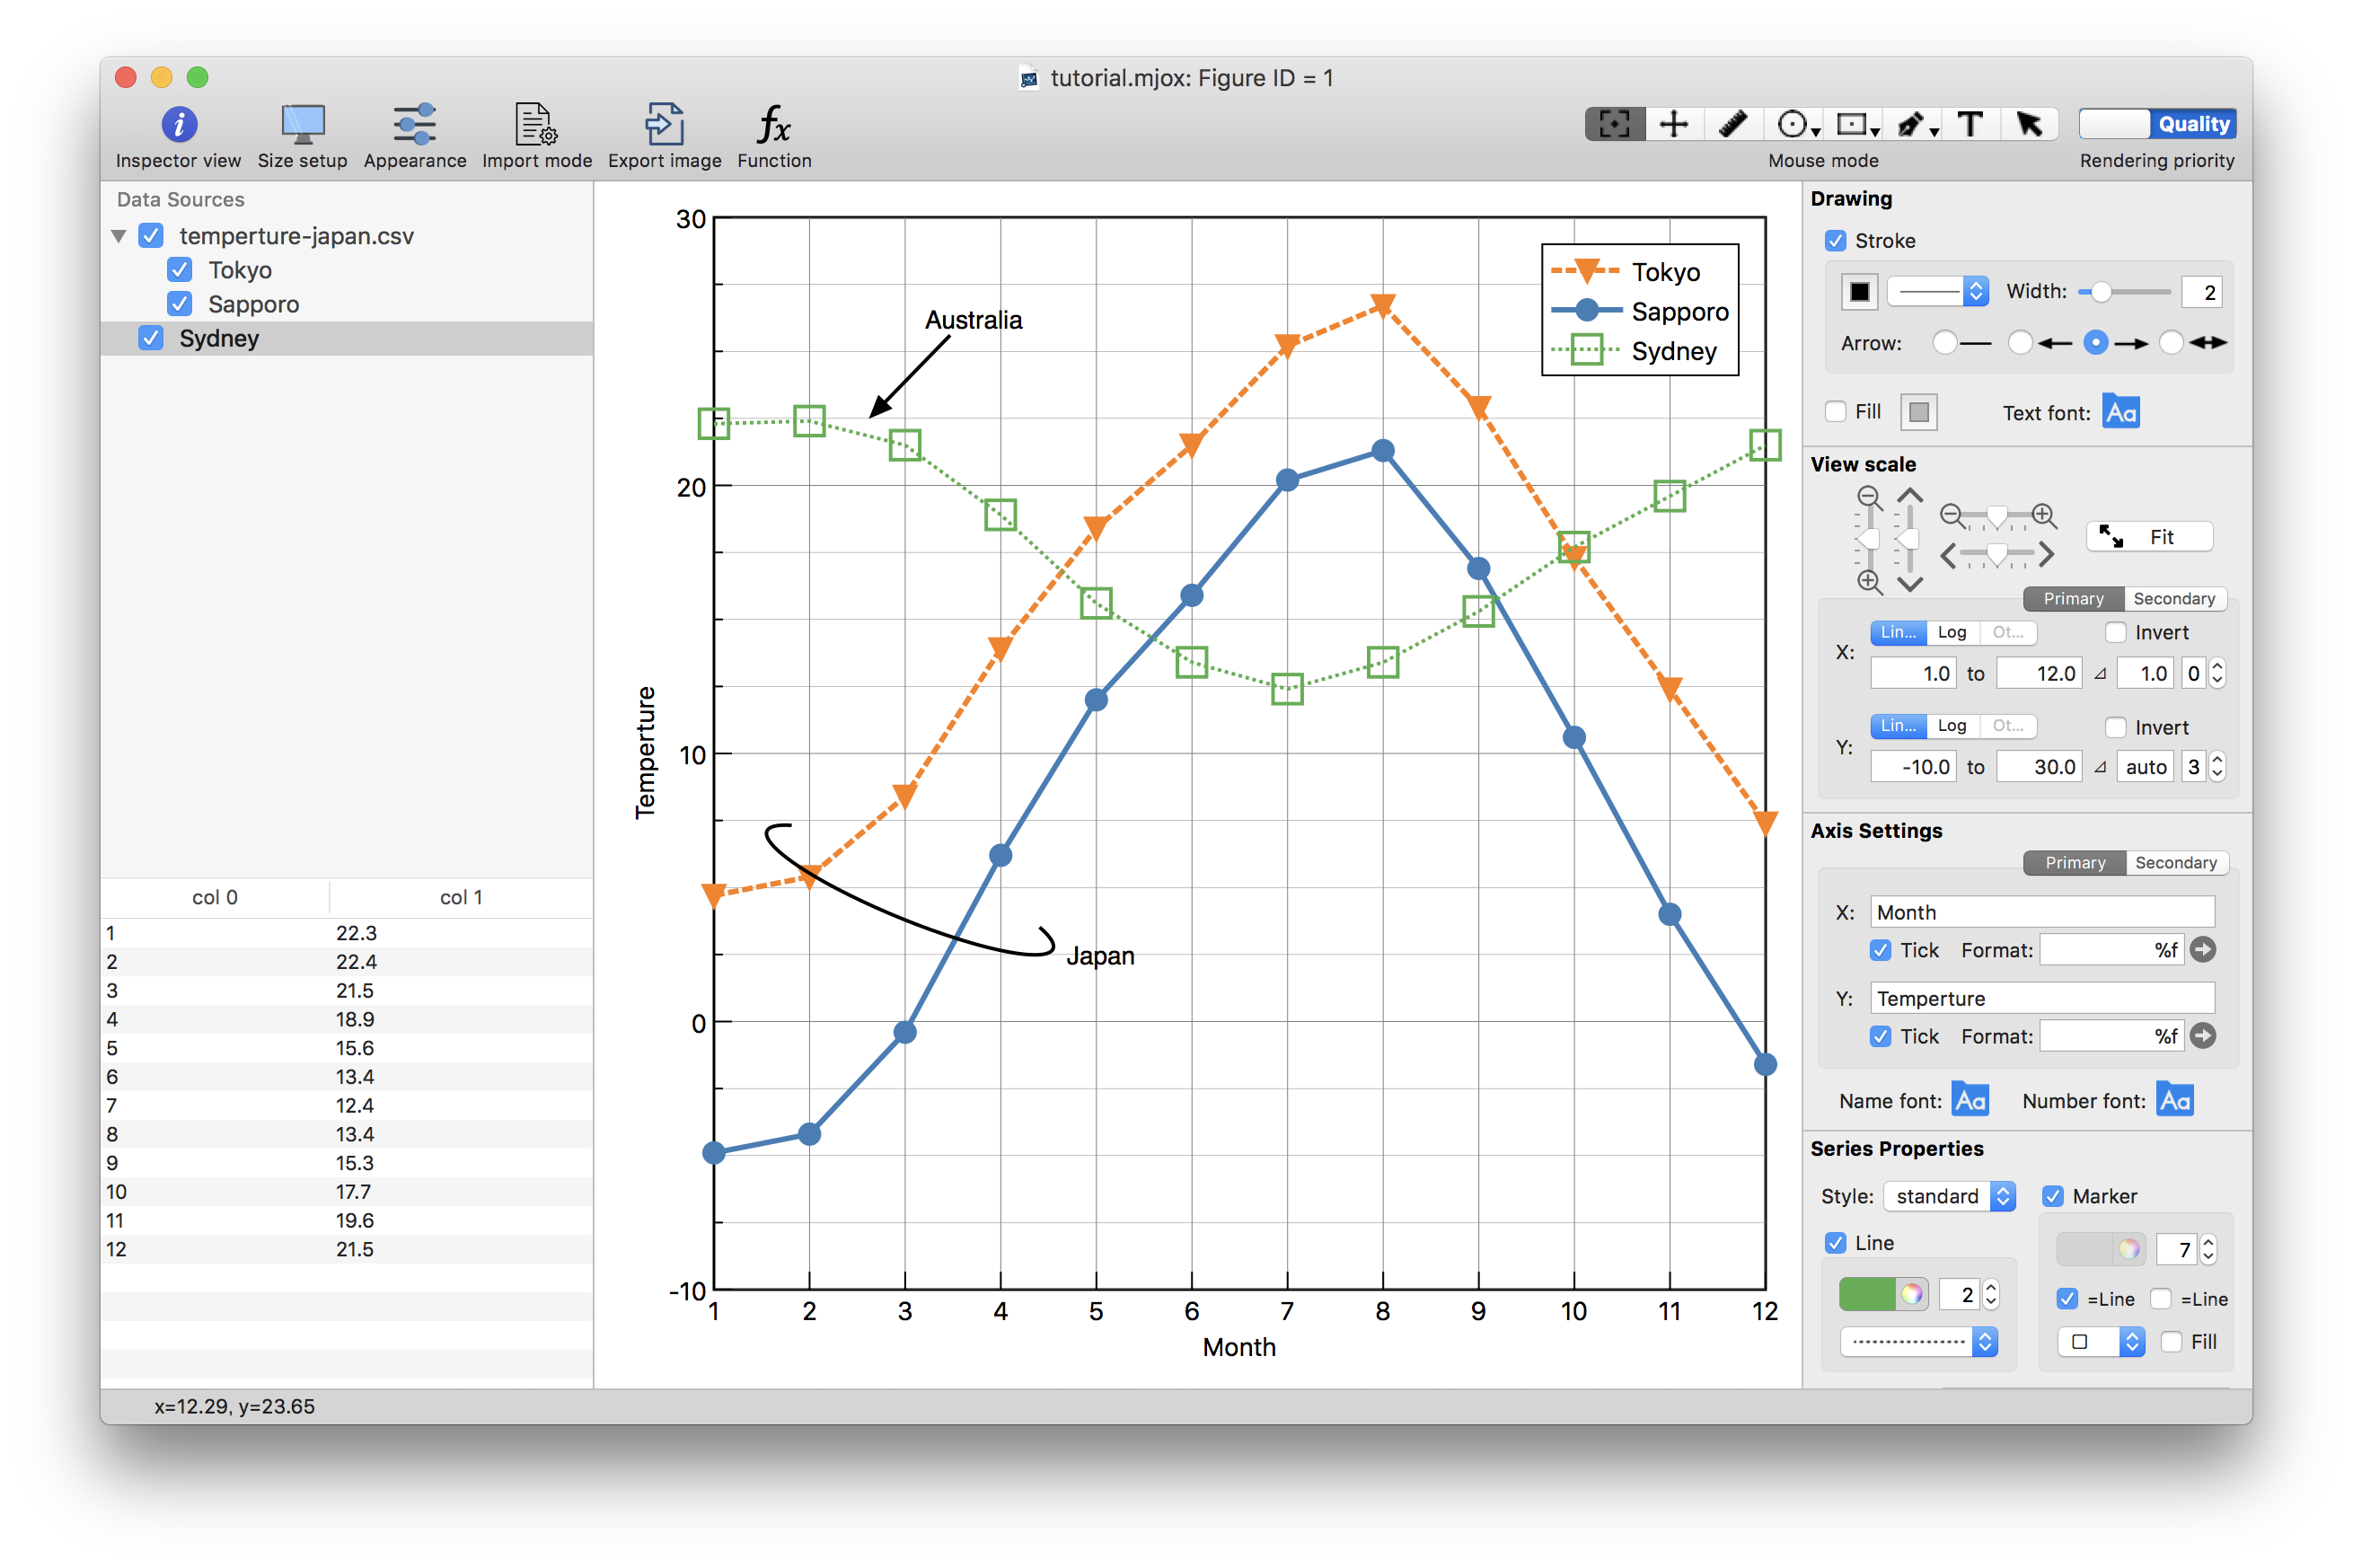 tutorial.mjox: Figure ID = 1
Inspector view Size setup Appearance Import mode Export image Function
Mouse mode
Quality
Rendering priority
Data Sources
temperture-japan.csv
Tokyo
Sapporo
Sydney
col 0 col 1
1 22.3
2 22.4
3 21.5
4 18.9
5 15.6
6 13.4
7 12.4
8 13.4
9 15.3
10 17.7
11 19.6
12 21.5
x=12.29, y=23.65
30
20
10
0
-10
Temperture
Australia
Japan
Tokyo
Sapporo
Sydney
1 2 3 4 5 6 7 8 9 10 11 12
Month
Drawing
Stroke
Width: 2
Arrow:
Fill Text font: Aa
View scale
Fit
Primary Secondary
Lin... Log Ot... Invert
X: 1.0 to 12.0 1.0 0
Lin... Log Ot... Invert
Y: -10.0 to 30.0 auto 3
Axis Settings
Primary Secondary
X: Month
Tick Format: %f
Y: Temperture
Tick Format: %f
Name font: Aa Number font: Aa
Series Properties
Style: standard Marker
Line 7
2 =Line =Line
Fill